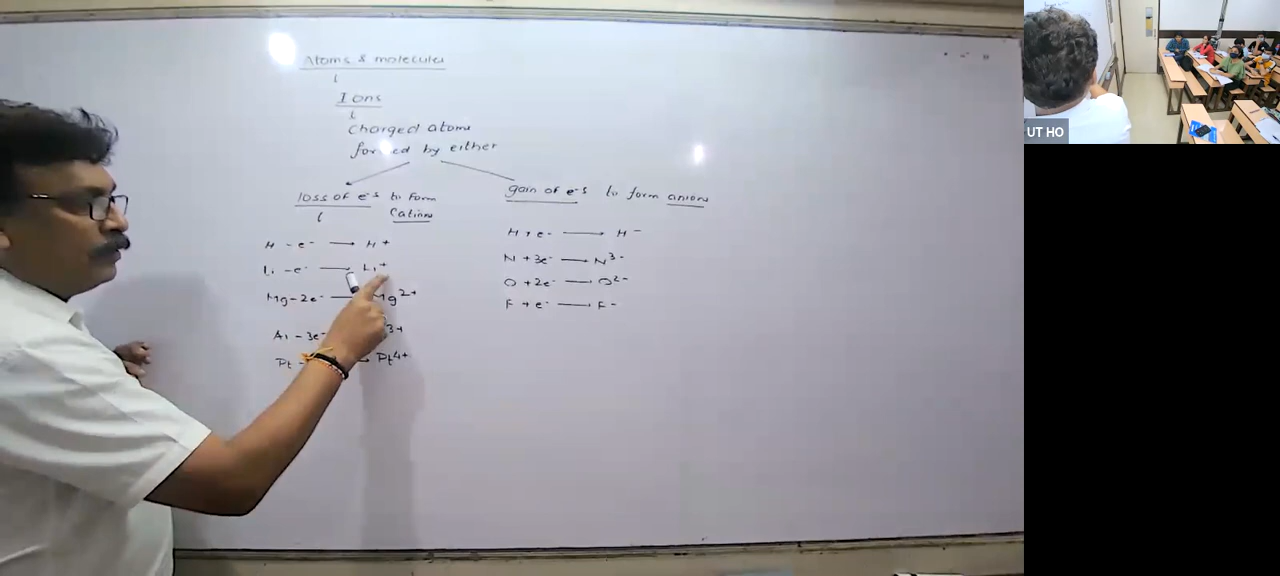 Atoms & molecules
Ions
Charged atoms
formed by either
loss of e-s to form
Cations
H - e- → H+
Li - e- → Li+
Mg - 2e- → Mg2+
Al - 3e- 3+
Pt - → Pt4+
gain of e-s to form anions
H + e- → H-
N + 3e- → N3-
O + 2e- → O2-
F + e- → F-
UT HO